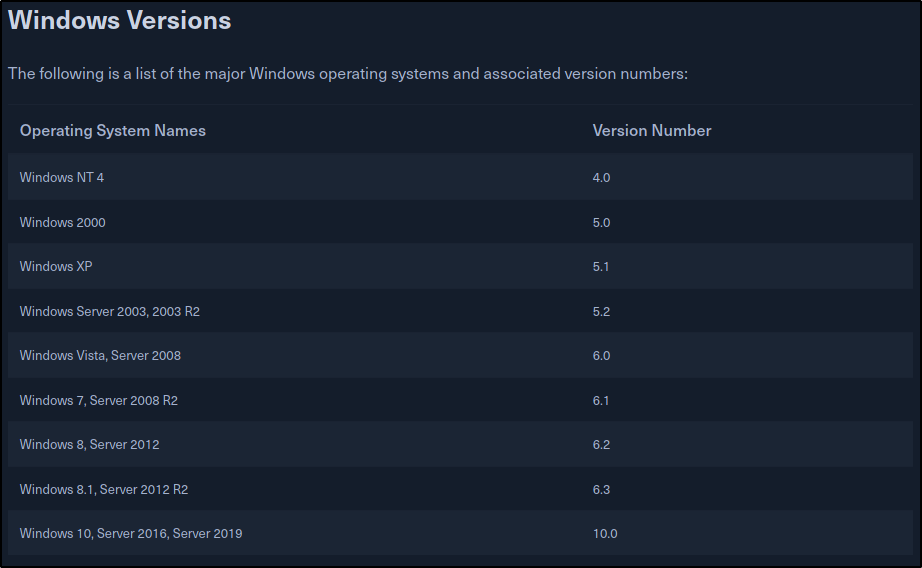 Windows Versions
The following is a list of the major Windows operating systems and associated version numbers:
Operating System Names Version Number
Windows NT 4 4.0
Windows 2000 5.0
Windows XP 5.1
Windows Server 2003, 2003 R2 5.2
Windows Vista, Server 2008 6.0
Windows 7, Server 2008 R2 6.1
Windows 8, Server 2012 6.2
Windows 8.1, Server 2012 R2 6.3
Windows 10, Server 2016, Server 2019 10.0